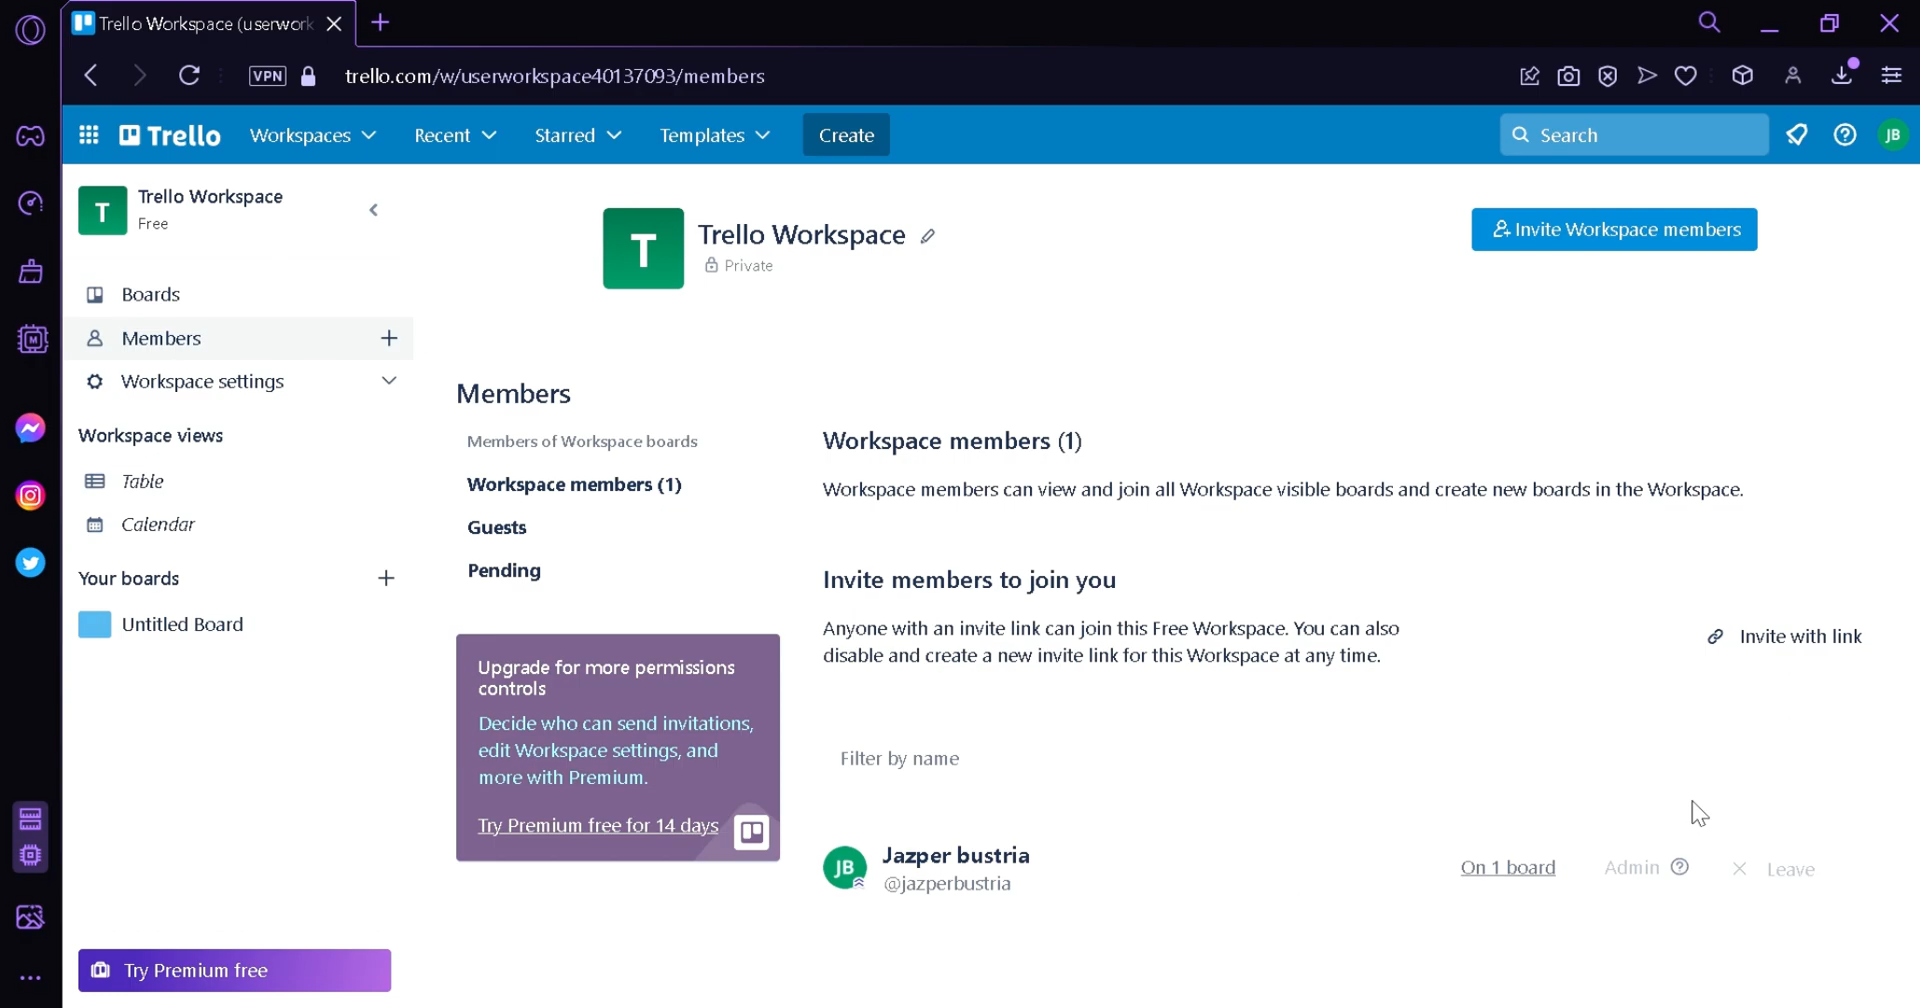 Trello Workspace (userwork
VPN
trello.com/w/userworkspace40137093/members
Trello
Workspaces
Recent
Starred
Templates
Create
Search
JB
T
Trello Workspace
Free
Boards
Members
Workspace settings
Workspace views
Table
Calendar
Your boards
Untitled Board
Try Premium free
T
Trello Workspace
Private
Invite Workspace members
Members
Members of Workspace boards
Workspace members (1)
Guests
Pending
Upgrade for more permissions
controls
Decide who can send invitations,
edit Workspace settings, and
more with Premium.
Try Premium free for 14 days
Workspace members (1)
Workspace members can view and join all Workspace visible boards and create new boards in the Workspace.
Invite members to join you
Anyone with an invite link can join this Free Workspace. You can also
disable and create a new invite link for this Workspace at any time.
Invite with link
Filter by name
JB
Jazper bustria
@jazperbustria
On 1 board
Admin
Leave